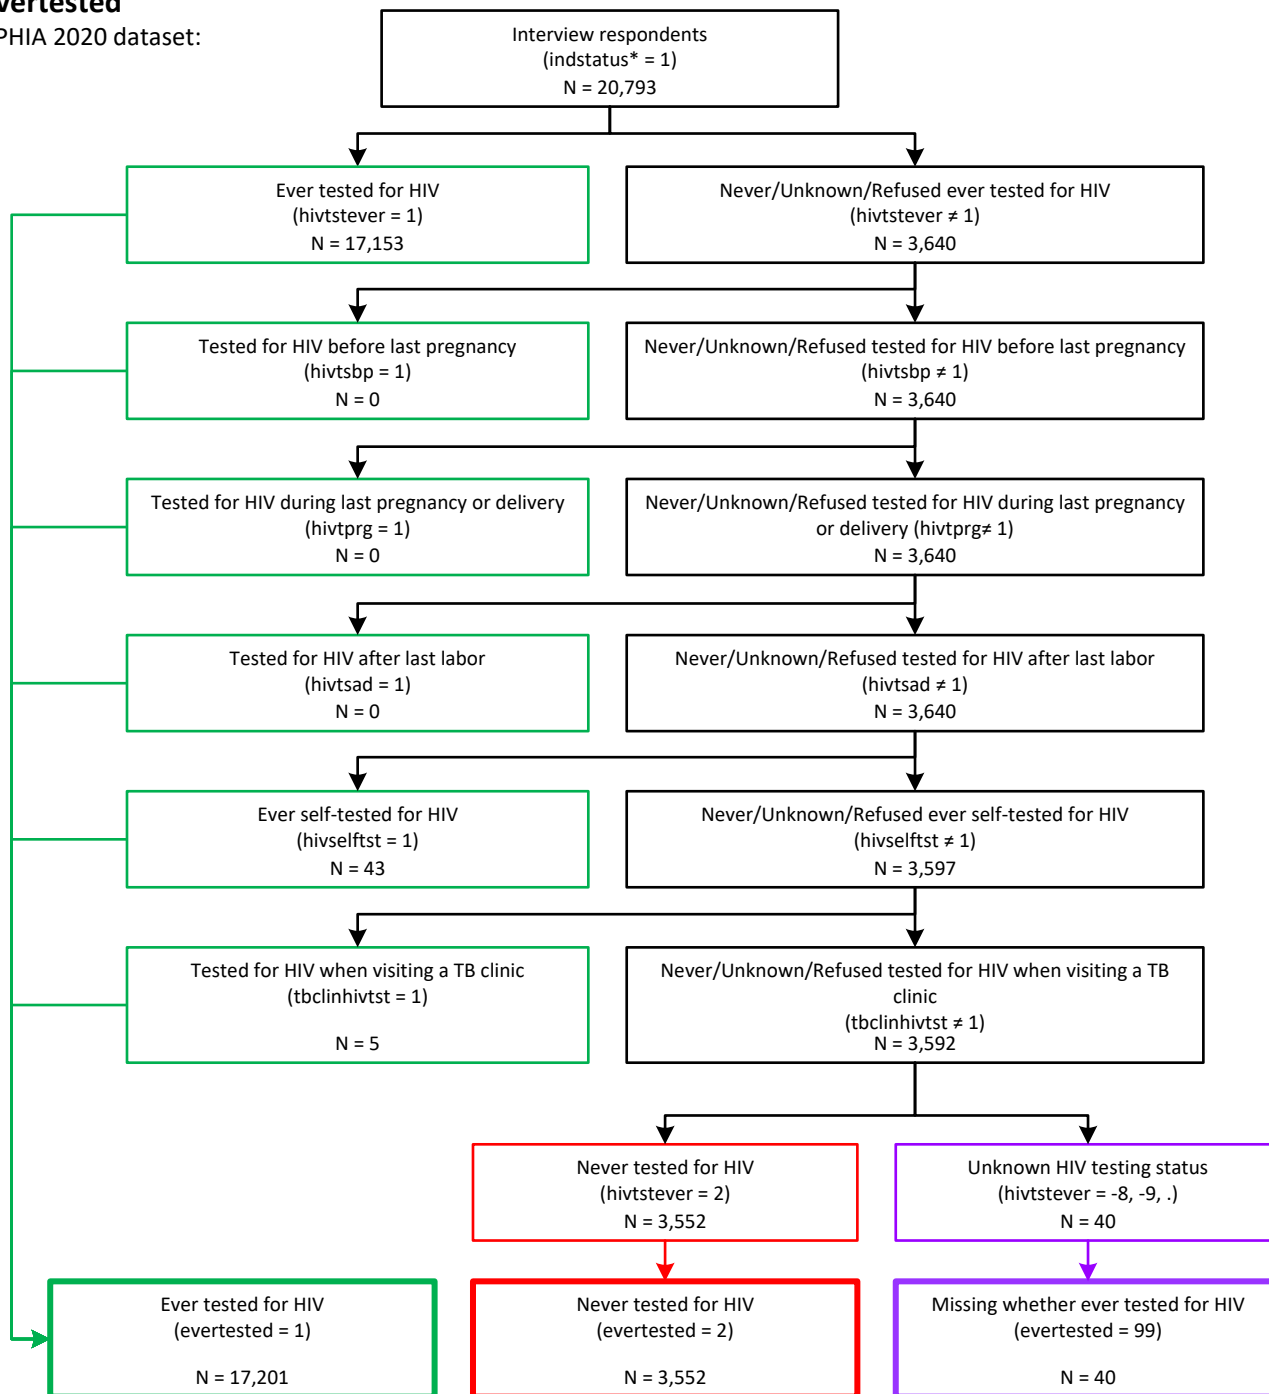 vertested
PHIA 2020 dataset:
Interview respondents
(indstatus* = 1)
N = 20,793
Ever tested for HIV
(hivtstever = 1)
N = 17,153
Never/Unknown/Refused ever tested for HIV
(hivtstever ≠ 1)
N = 3,640
Tested for HIV before last pregnancy
(hivtsbp = 1)
N = 0
Never/Unknown/Refused tested for HIV before last pregnancy
(hivtsbp ≠ 1)
N = 3,640
Tested for HIV during last pregnancy or delivery
(hivtprg = 1)
N = 0
Never/Unknown/Refused tested for HIV during last pregnancy
or delivery (hivtprg≠ 1)
N = 3,640
Tested for HIV after last labor
(hivtsad = 1)
N = 0
Never/Unknown/Refused tested for HIV after last labor
(hivtsad ≠ 1)
N = 3,640
Ever self-tested for HIV
(hivselftst = 1)
N = 43
Never/Unknown/Refused ever self-tested for HIV
(hivselftst ≠ 1)
N = 3,597
Tested for HIV when visiting a TB clinic
(tbclinhivtst = 1)
N = 5
Never/Unknown/Refused tested for HIV when visiting a TB
clinic
(tbclinhivtst ≠ 1)
N = 3,592
Never tested for HIV
(hivtstever = 2)
N = 3,552
Unknown HIV testing status
(hivtstever = -8, -9, .)
N = 40
Ever tested for HIV
(evertested = 1)
N = 17,201
Never tested for HIV
(evertested = 2)
N = 3,552
Missing whether ever tested for HIV
(evertested = 99)
N = 40